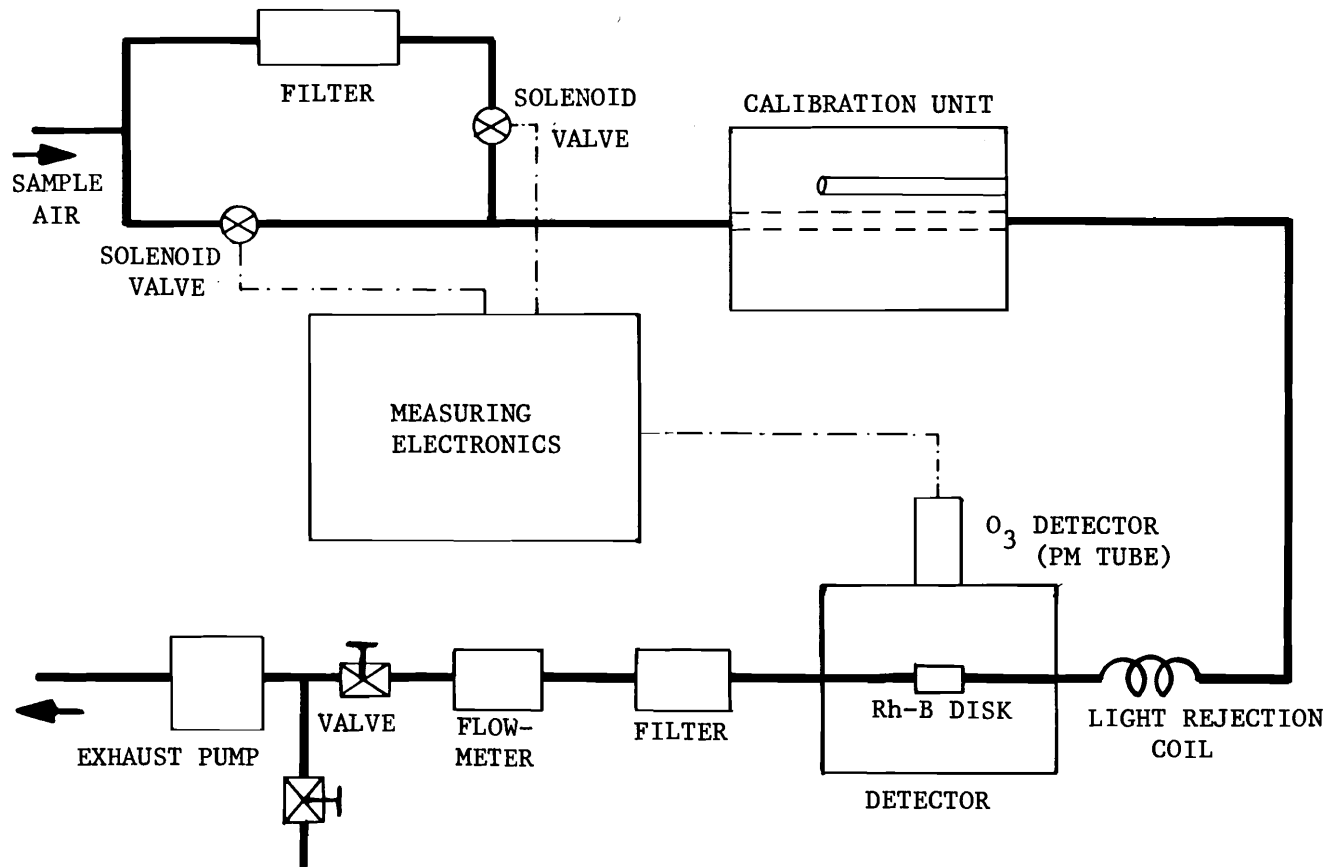 FILTER
SOLENOID
VALVE
CALIBRATION UNIT
SAMPLE
AIR
SOLENOID
VALVE
MEASURING
ELECTRONICS
O3 DETECTOR
(PM TUBE)
Rh-B DISK
LIGHT REJECTION
COIL
VALVE
FLOW-
METER
FILTER
EXHAUST PUMP
DETECTOR